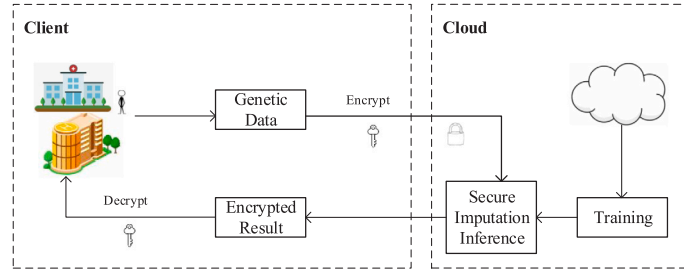 Client
Cloud
Genetic
Data
Encrypt
Decrypt
Encrypted
Result
Secure
Imputation
Inference
Training